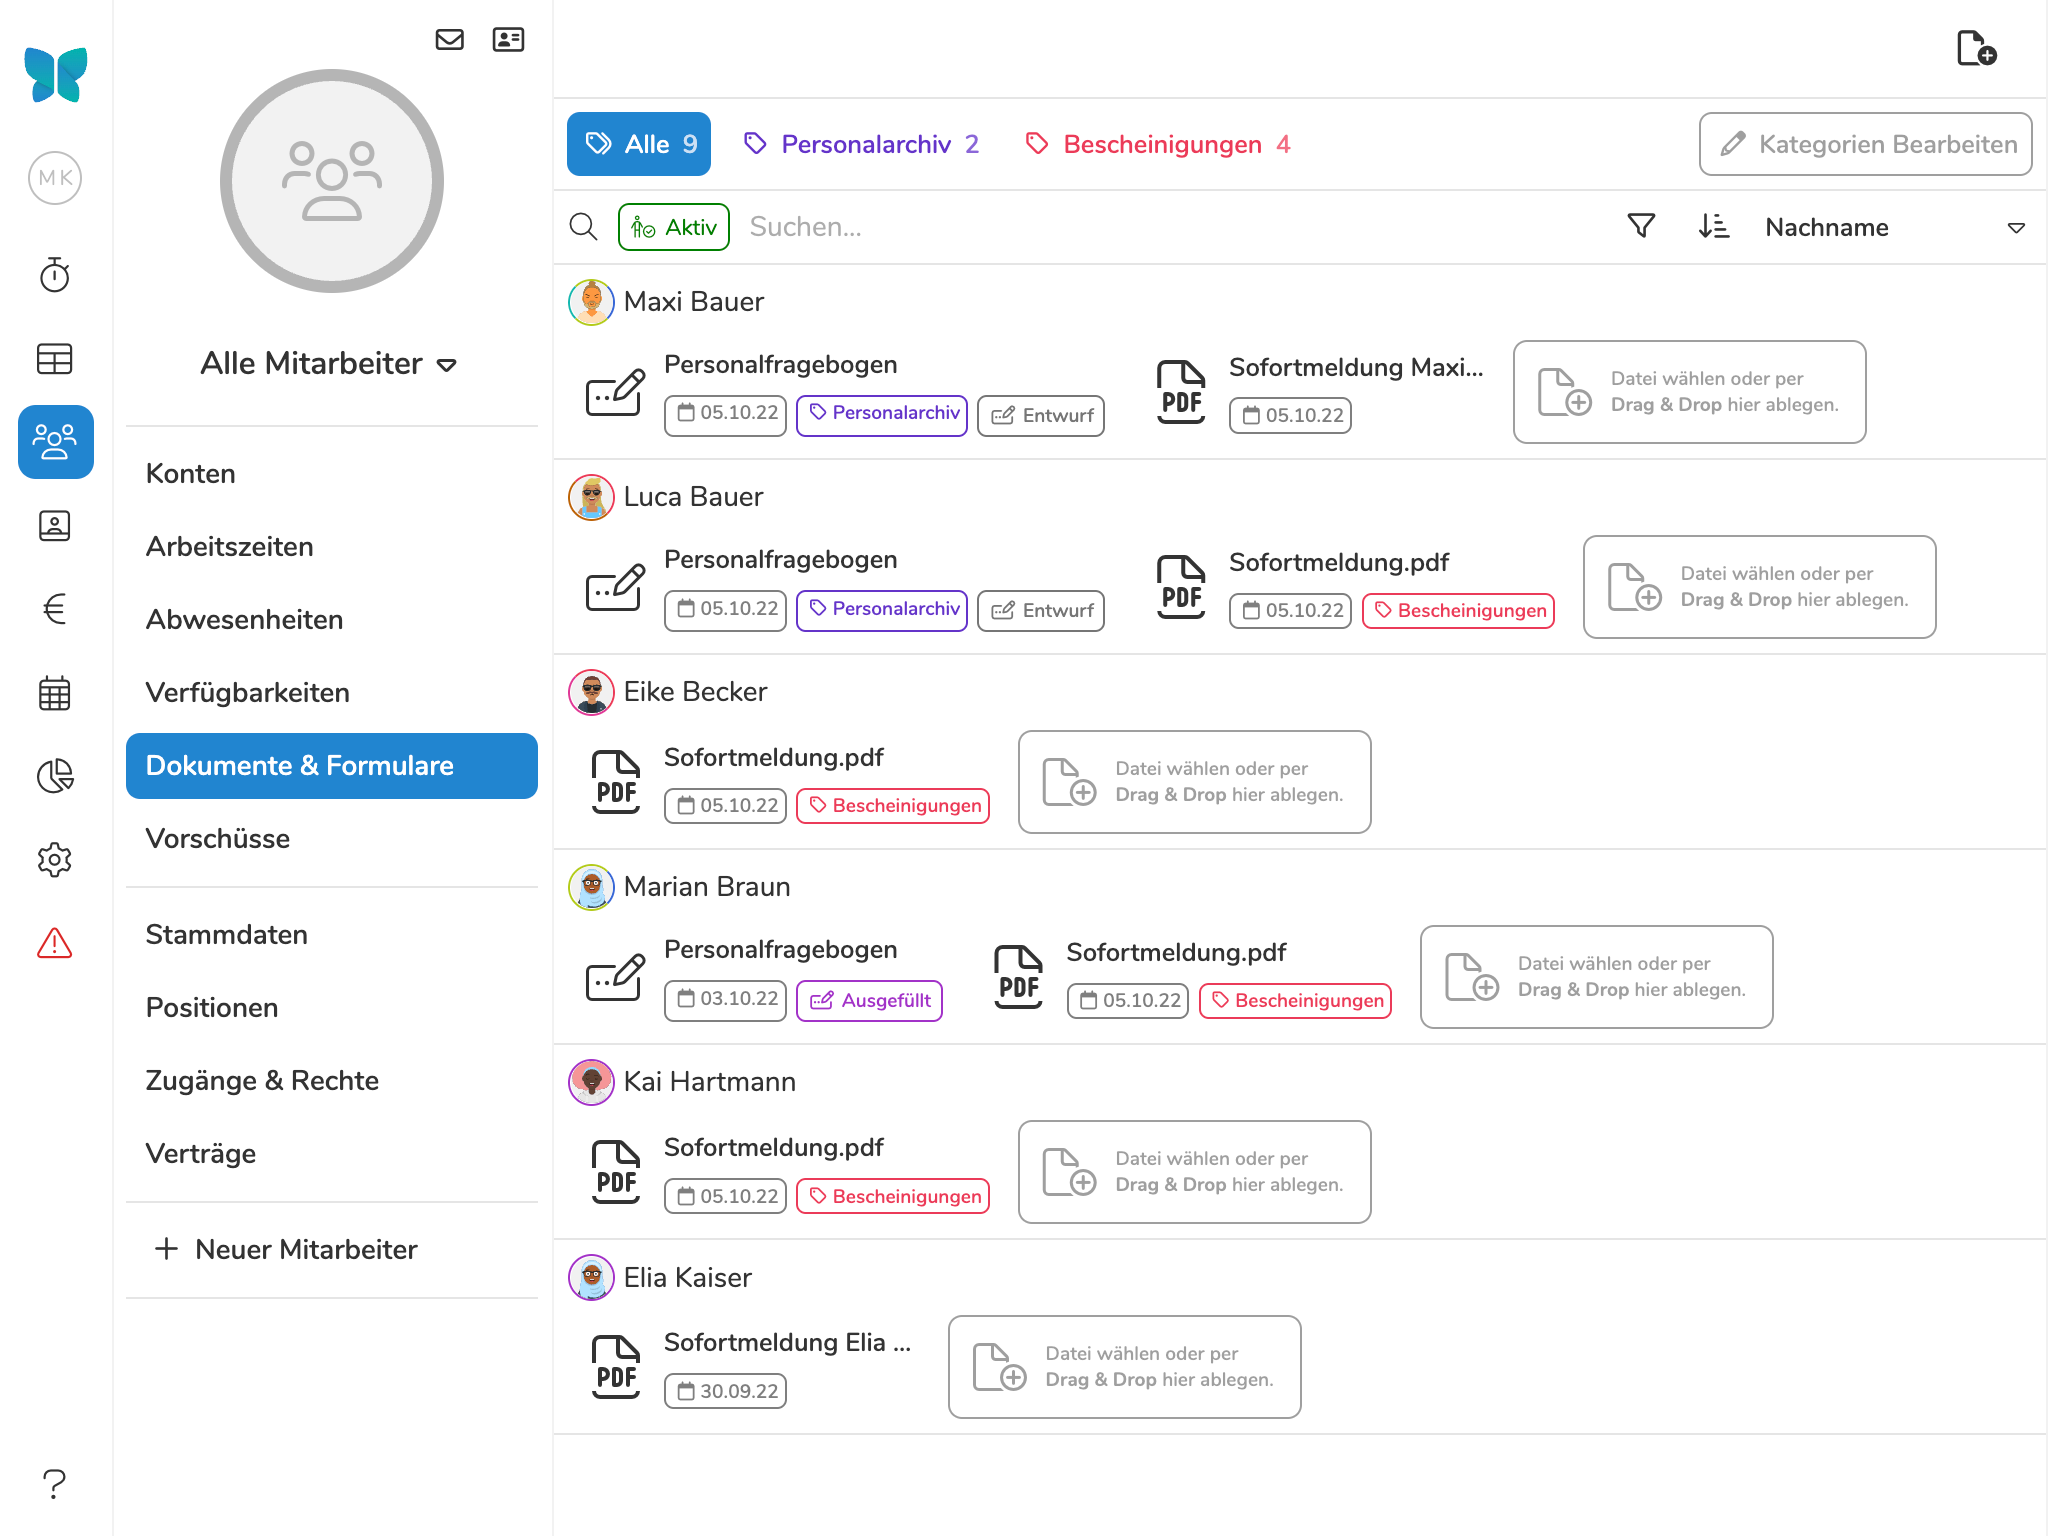 MK
Alle Mitarbeiter
Konten
Arbeitszeiten
Abwesenheiten
Verfügbarkeiten
Dokumente & Formulare
Vorschüsse
Stammdaten
Positionen
Zugänge & Rechte
Verträge
Neuer Mitarbeiter
?
Alle 9 Personalarchiv 2 Bescheinigungen 4 Kategorien Bearbeiten
Aktiv Suchen... Nachname
Maxi Bauer
Personalfragebogen
05.10.22 Personalarchiv Entwurf
PDF
Sofortmeldung Maxi...
05.10.22
Datei wählen oder per
Drag & Drop hier ablegen.
Luca Bauer
Personalfragebogen
05.10.22 Personalarchiv Entwurf
PDF
Sofortmeldung.pdf
05.10.22 Bescheinigungen
Datei wählen oder per
Drag & Drop hier ablegen.
Eike Becker
PDF
Sofortmeldung.pdf
05.10.22 Bescheinigungen
Datei wählen oder per
Drag & Drop hier ablegen.
Marian Braun
Personalfragebogen
03.10.22 Ausgefüllt
PDF
Sofortmeldung.pdf
05.10.22 Bescheinigungen
Datei wählen oder per
Drag & Drop hier ablegen.
Kai Hartmann
PDF
Sofortmeldung.pdf
05.10.22 Bescheinigungen
Datei wählen oder per
Drag & Drop hier ablegen.
Elia Kaiser
PDF
Sofortmeldung Elia ...
30.09.22
Datei wählen oder per
Drag & Drop hier ablegen.